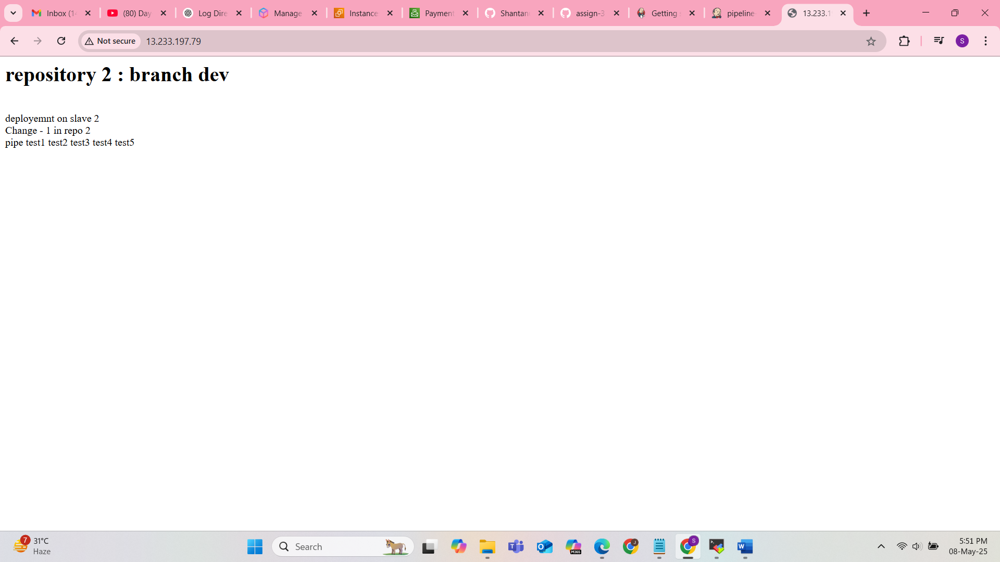 Inbox (1
(80) Day
Log Dire
Manage
Instance
Payment
Shantan
assign-3
Getting s
pipeline-
13.233.1
Not secure
13.233.197.79
S
repository 2 : branch dev
deployemnt on slave 2
Change - 1 in repo 2
pipe test1 test2 test3 test4 test5
7
31°C
Haze
Search
M365
J
S
5:51 PM
08-May-25